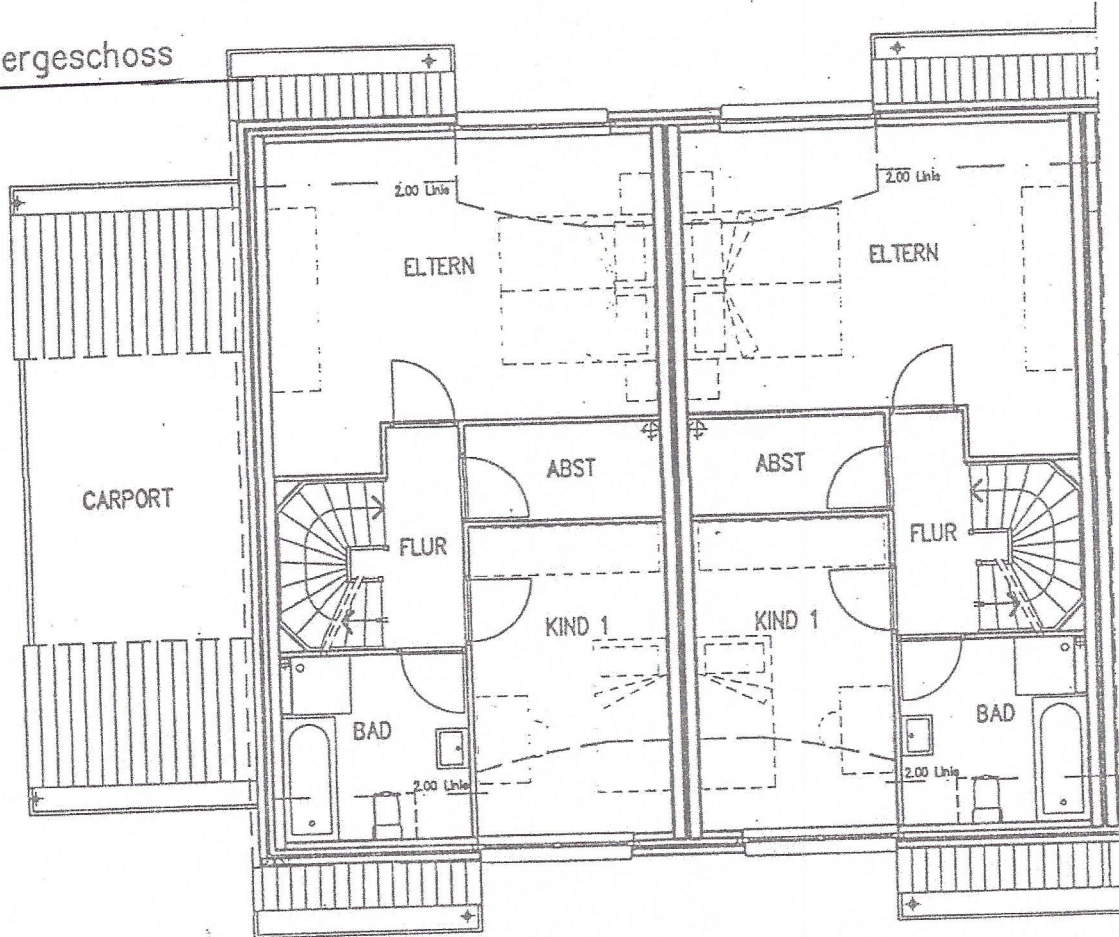 ergeschoss
2.00 Linie
2.00 Linie
ELTERN
ELTERN
ABST
ABST
CARPORT
FLUR
FLUR
KIND 1
KIND 1
BAD
BAD
2.00 Linie
2.00 Linie